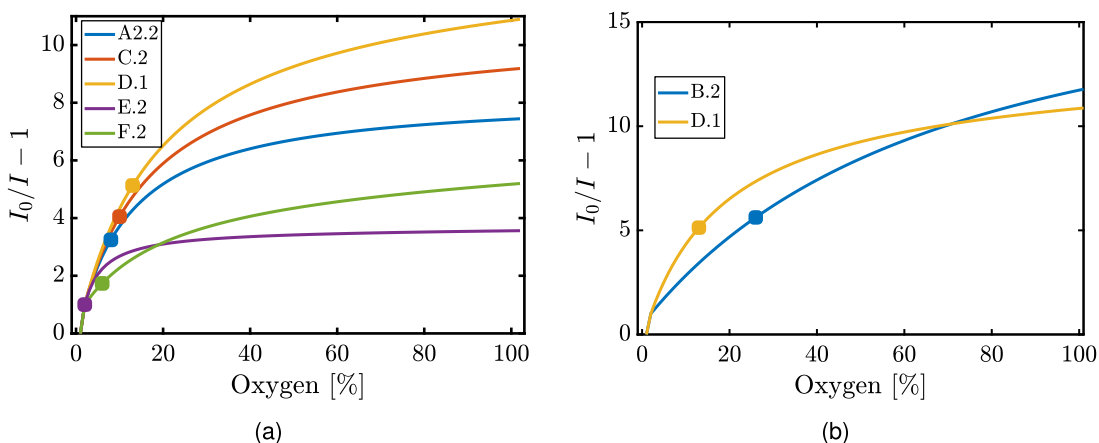 10
8
6
4
2
0
I₀/I − 1
A2.2
C.2
D.1
E.2
F.2
0 20 40 60 80 100
Oxygen [%]
(a)
15
10
5
0
I₀/I − 1
B.2
D.1
0 20 40 60 80 100
Oxygen [%]
(b)